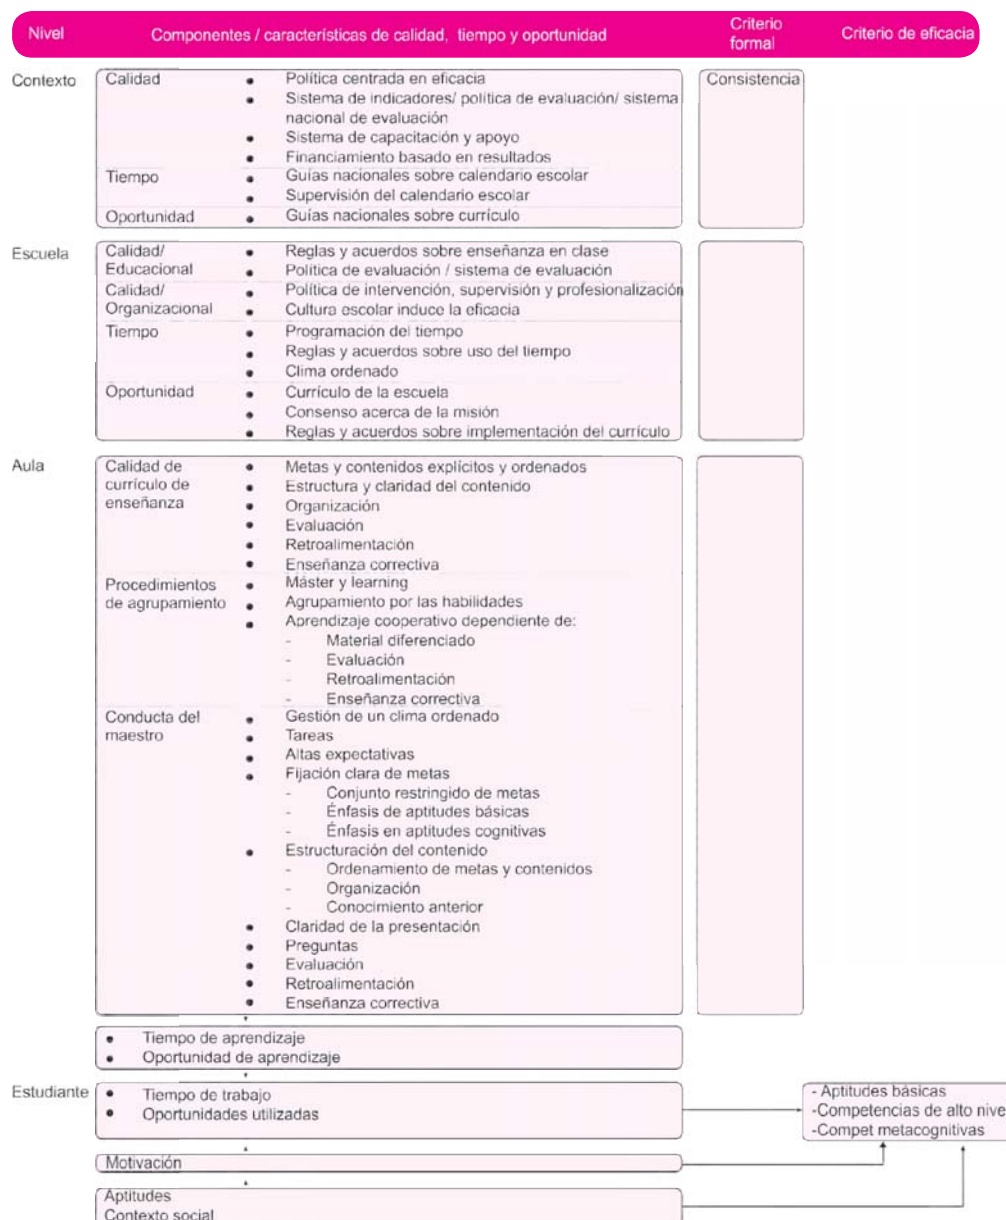 Nivel
Componentes / características de calidad, tiempo y oportunidad
Criterio
formal
Criterio de eficacia
Contexto
Calidad
• Política centrada en eficacia
• Sistema de indicadores/ política de evaluación/ sistema
nacional de evaluación
• Sistema de capacitación y apoyo
• Financiamiento basado en resultados
Tiempo
• Guías nacionales sobre calendario escolar
• Supervisión del calendario escolar
Oportunidad
• Guías nacionales sobre currículo
Consistencia
Escuela
Calidad/
Educacional
• Reglas y acuerdos sobre enseñanza en clase
• Política de evaluación / sistema de evaluación
Calidad/
Organizacional
• Política de intervención, supervisión y profesionalización
• Cultura escolar induce la eficacia
Tiempo
• Programación del tiempo
• Reglas y acuerdos sobre uso del tiempo
• Clima ordenado
Oportunidad
• Currículo de la escuela
• Consenso acerca de la misión
• Reglas y acuerdos sobre implementación del currículo
Aula
Calidad de
currículo de
enseñanza
• Metas y contenidos explícitos y ordenados
• Estructura y claridad del contenido
• Organización
• Evaluación
• Retroalimentación
• Enseñanza correctiva
Procedimientos
de agrupamiento
• Máster y learning
• Agrupamiento por las habilidades
• Aprendizaje cooperativo dependiente de:
- Material diferenciado
- Evaluación
- Retroalimentación
- Enseñanza correctiva
Conducta del
maestro
• Gestión de un clima ordenado
• Tareas
• Altas expectativas
• Fijación clara de metas
- Conjunto restringido de metas
- Énfasis de aptitudes básicas
- Énfasis en aptitudes cognitivas
• Estructuración del contenido
- Ordenamiento de metas y contenidos
- Organización
- Conocimiento anterior
• Claridad de la presentación
• Preguntas
• Evaluación
• Retroalimentación
• Enseñanza correctiva
• Tiempo de aprendizaje
• Oportunidad de aprendizaje
Estudiante
• Tiempo de trabajo
• Oportunidades utilizadas
- Aptitudes básicas
-Competencias de alto nive
-Compet metacognitivas
Motivación
Aptitudes
Contexto social